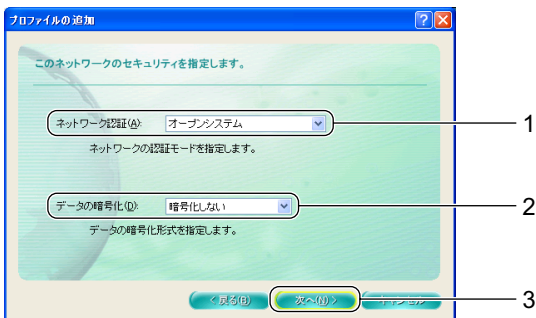 プロファイルの追加
このネットワークのセキュリティを指定します。
ネットワーク認証(A): オープンシステム 1
ネットワークの認証モードを指定します。
データの暗号化(D): 暗号化しない 2
データの暗号化形式を指定します。
< 戻る(B) 次へ(N) > キャンセル 3